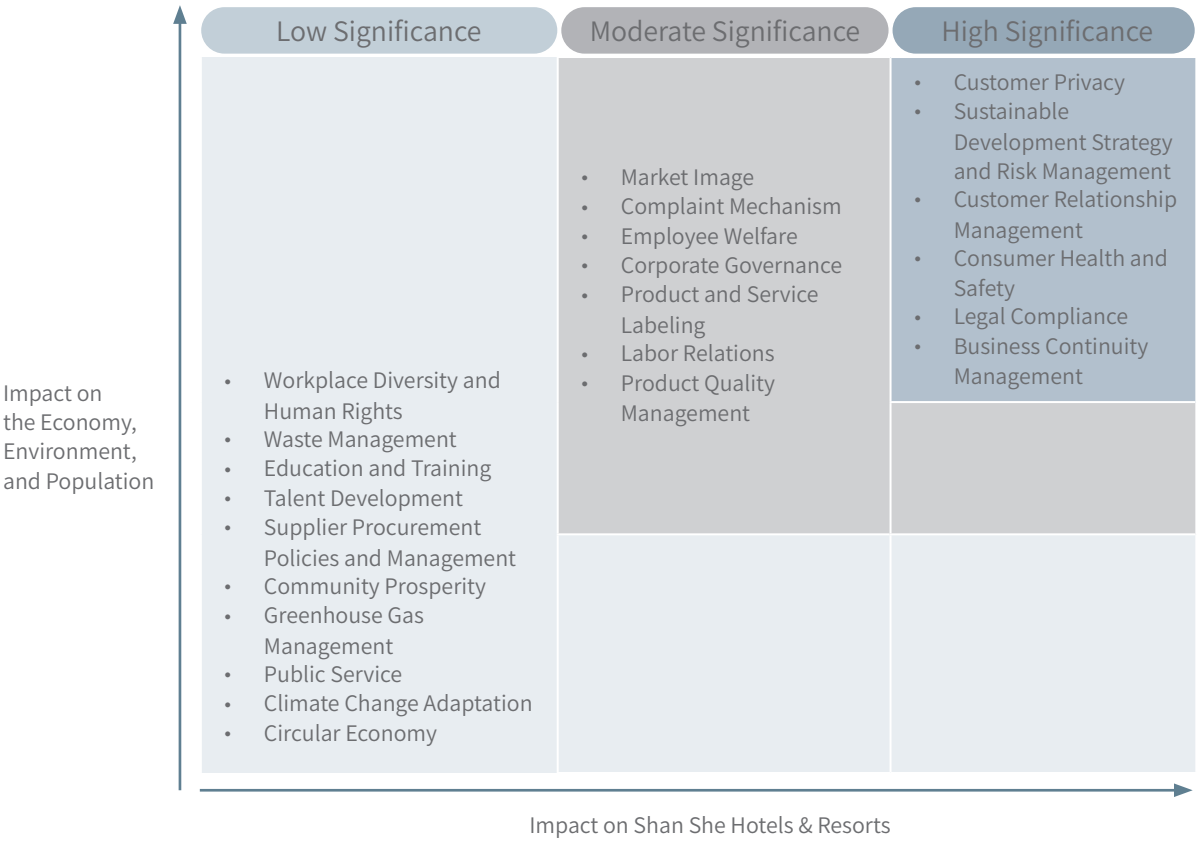 Low Significance
Moderate Significance
High Significance
Impact on
the Economy,
Environment,
and Population
• Workplace Diversity and
Human Rights
• Waste Management
• Education and Training
• Talent Development
• Supplier Procurement
Policies and Management
• Community Prosperity
• Greenhouse Gas
Management
• Public Service
• Climate Change Adaptation
• Circular Economy
• Market Image
• Complaint Mechanism
• Employee Welfare
• Corporate Governance
• Product and Service
Labeling
• Labor Relations
• Product Quality
Management
• Customer Privacy
• Sustainable
Development Strategy
and Risk Management
• Customer Relationship
Management
• Consumer Health and
Safety
• Legal Compliance
• Business Continuity
Management
Impact on Shan She Hotels & Resorts